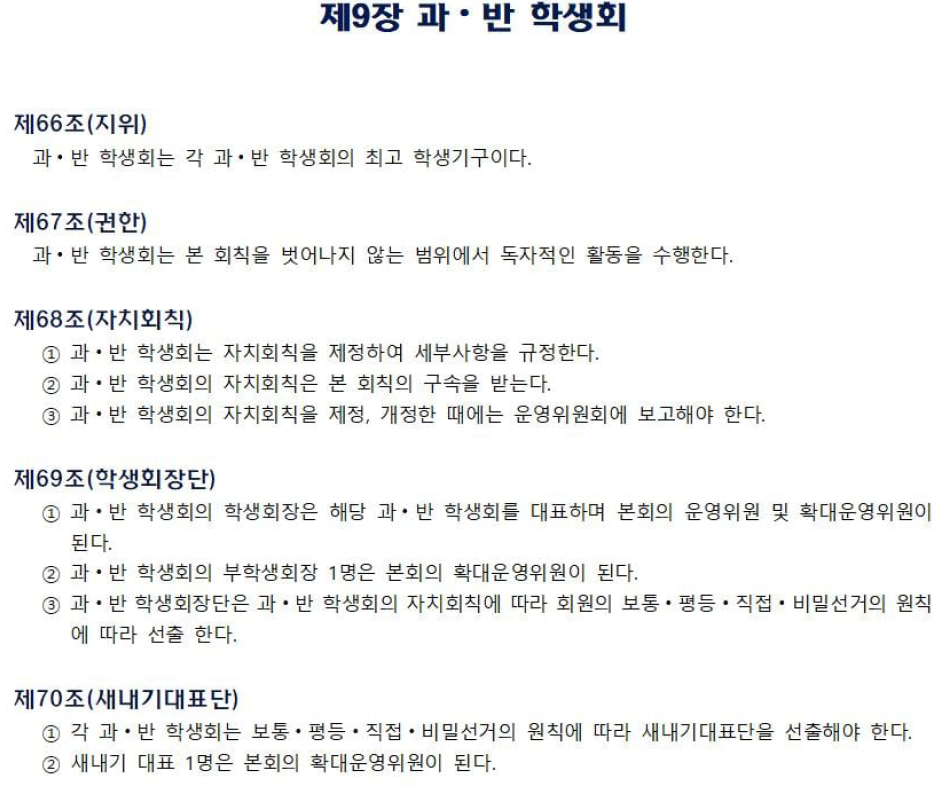 제9장 과・반 학생회
제66조(지위)
과・반 학생회는 각 과・반 학생회의 최고 학생기구이다.
제67조(권한)
과・반 학생회는 본 회칙을 벗어나지 않는 범위에서 독자적인 활동을 수행한다.
제68조(자치회칙)
① 과・반 학생회는 자치회칙을 제정하여 세부사항을 규정한다.
② 과・반 학생회의 자치회칙은 본 회칙의 구속을 받는다.
③ 과・반 학생회의 자치회칙을 제정, 개정한 때에는 운영위원회에 보고해야 한다.
제69조(학생회장단)
① 과・반 학생회의 학생회장은 해당 과・반 학생회를 대표하며 본회의 운영위원 및 확대운영위원이
된다.
② 과・반 학생회의 부학생회장 1명은 본회의 확대운영위원이 된다.
③ 과・반 학생회장단은 과・반 학생회의 자치회칙에 따라 회원의 보통・평등・직접・비밀선거의 원칙
에 따라 선출 한다.
제70조(새내기대표단)
① 각 과・반 학생회는 보통・평등・직접・비밀선거의 원칙에 따라 새내기대표단을 선출해야 한다.
② 새내기 대표 1명은 본회의 확대운영위원이 된다.